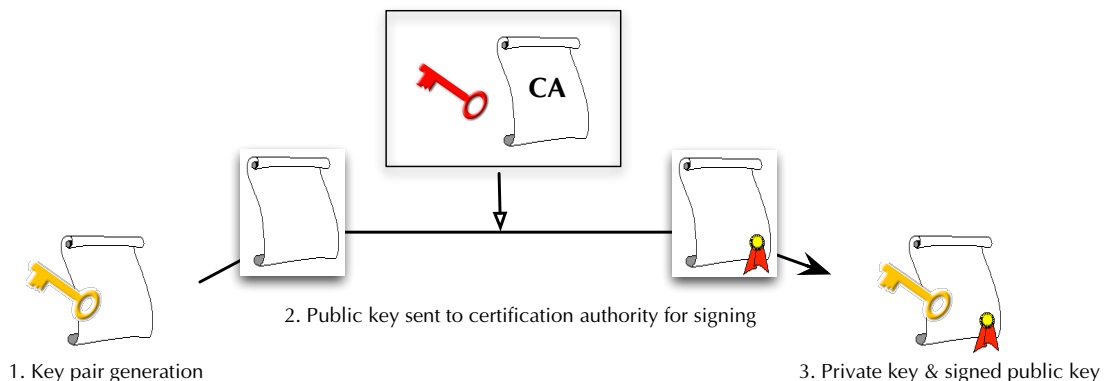 CA
2. Public key sent to certification authority for signing
1. Key pair generation
3. Private key & signed public key